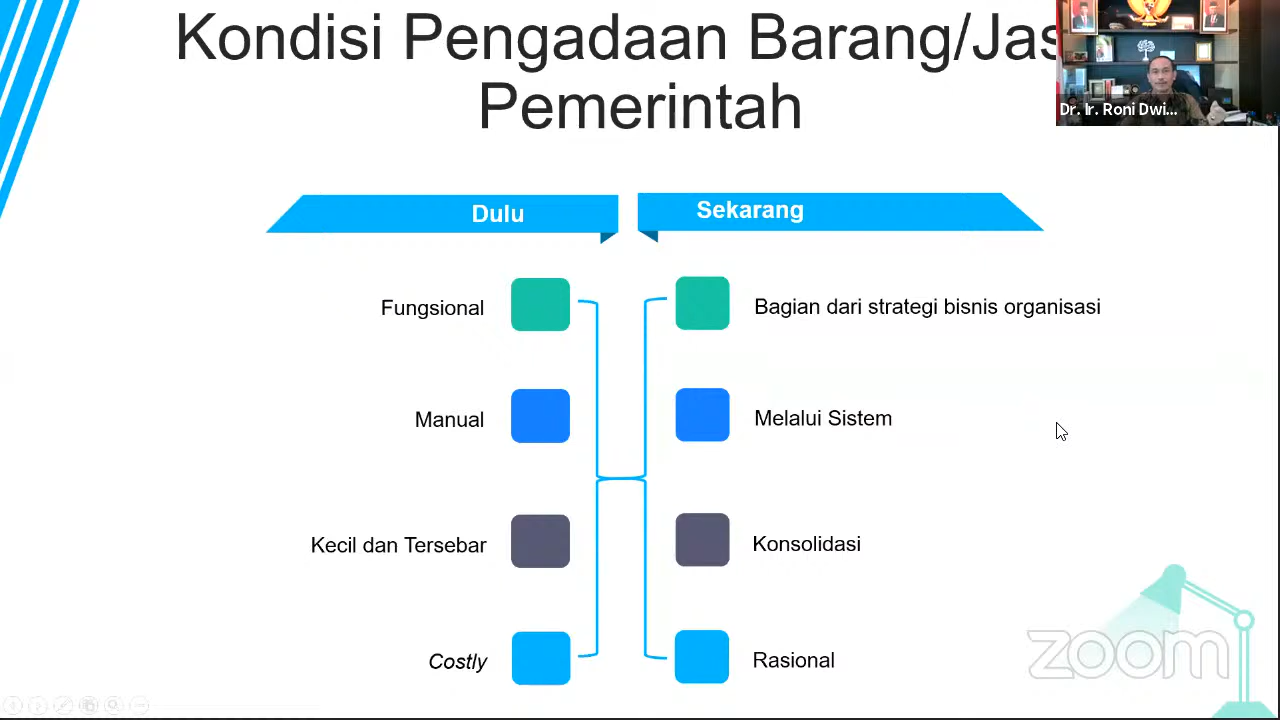 Kondisi Pengadaan Barang/Jas
Pemerintah
Dr. Ir. Roni Dwi...
Dulu
Sekarang
Fungsional
Bagian dari strategi bisnis organisasi
Manual
Melalui Sistem
Kecil dan Tersebar
Konsolidasi
Costly
Rasional
zoom